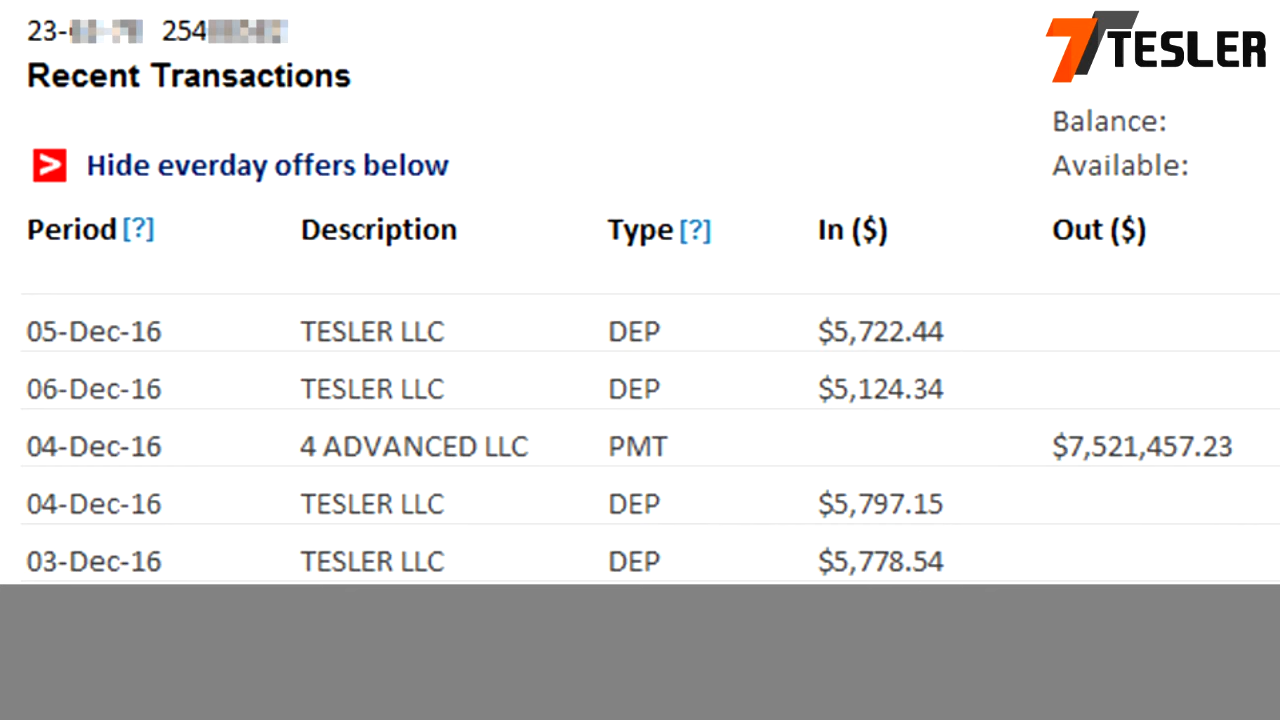 23- 254
Recent Transactions
TESLER
Balance:
Available:
> Hide everday offers below
Period [?] Description Type [?] In ($) Out ($)
05-Dec-16 TESLER LLC DEP $5,722.44
06-Dec-16 TESLER LLC DEP $5,124.34
04-Dec-16 4 ADVANCED LLC PMT $7,521,457.23
04-Dec-16 TESLER LLC DEP $5,797.15
03-Dec-16 TESLER LLC DEP $5,778.54